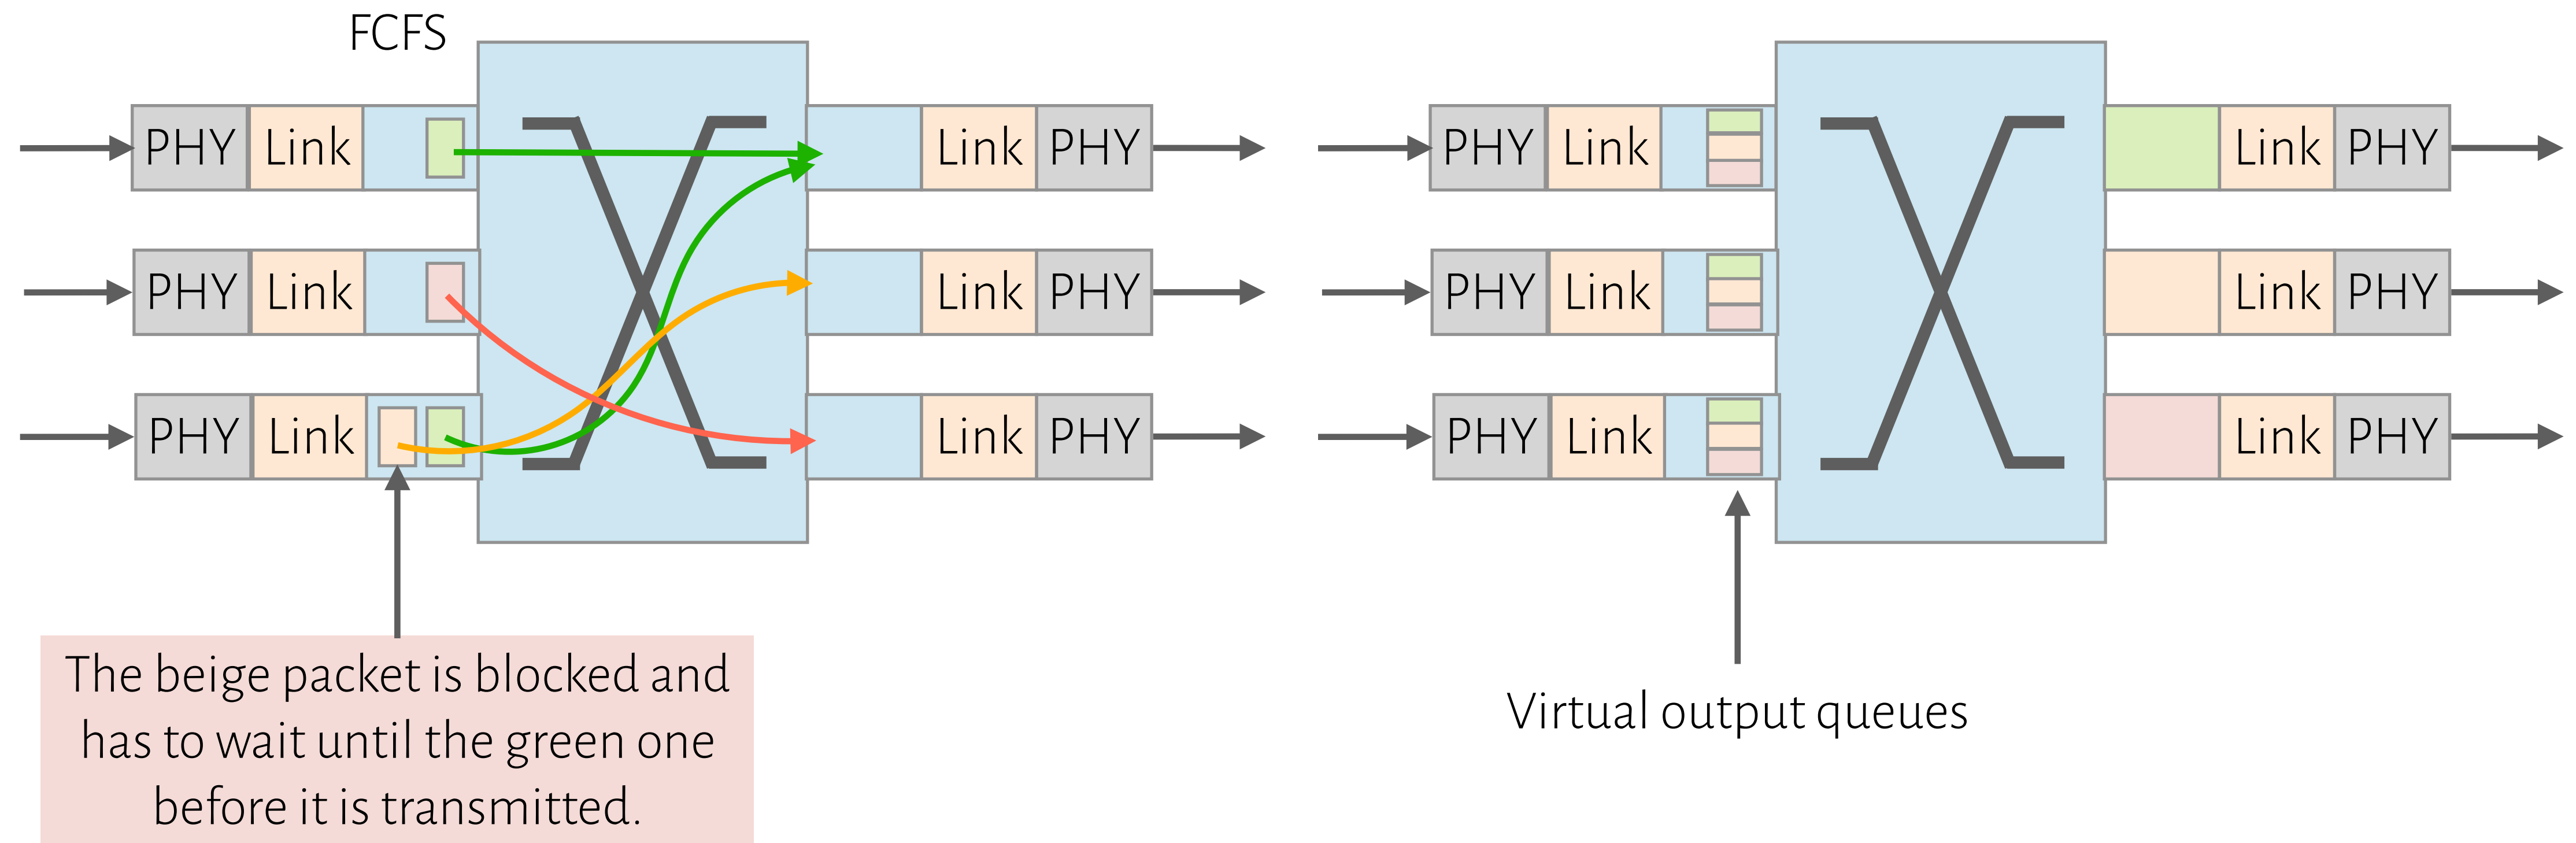 FCFS
PHY Link Link PHY PHY Link Link PHY
PHY Link Link PHY PHY Link Link PHY
PHY Link Link PHY PHY Link Link PHY
The beige packet is blocked and
has to wait until the green one
before it is transmitted.
Virtual output queues